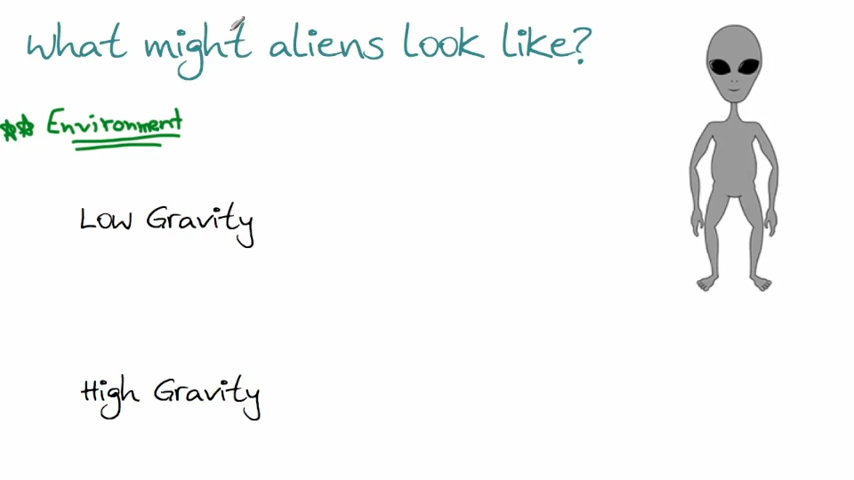 What might aliens look like?
** Environment
Low Gravity
High Gravity